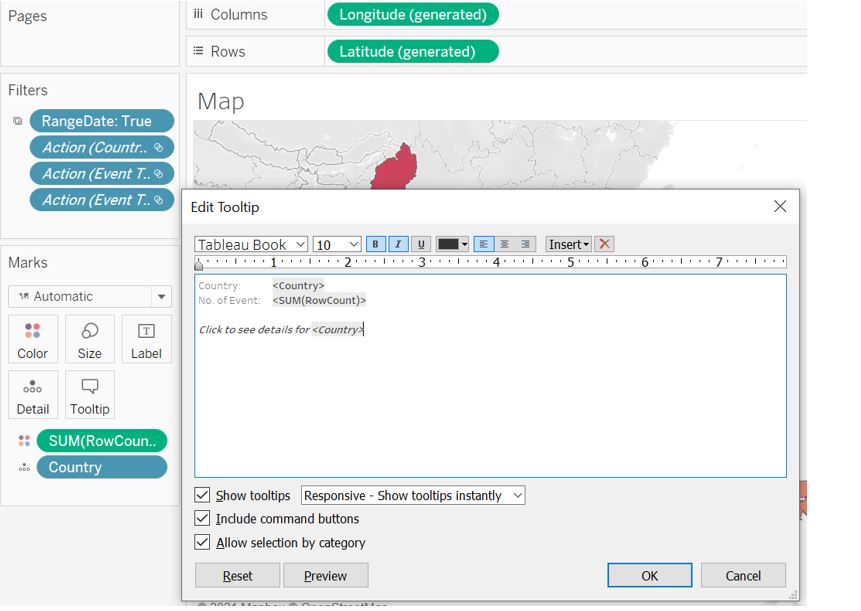 Pages
Columns
Longitude (generated)
Rows
Latitude (generated)
Filters
RangeDate: True
Action (Countr..
Action (Event T..
Action (Event T..
Map
Marks
Automatic
Color
Size
Label
Detail
Tooltip
SUM(RowCoun..
Country
Edit Tooltip
Tableau Book 10 B I U Insert
1 2 3 4 5 6 7
Country: <Country>
No. of Event: <SUM(RowCount)>
Click to see details for <Country>
Show tooltips Responsive - Show tooltips instantly
Include command buttons
Allow selection by category
Reset Preview OK Cancel
© 2021 Mapbox © OpenStreetMap